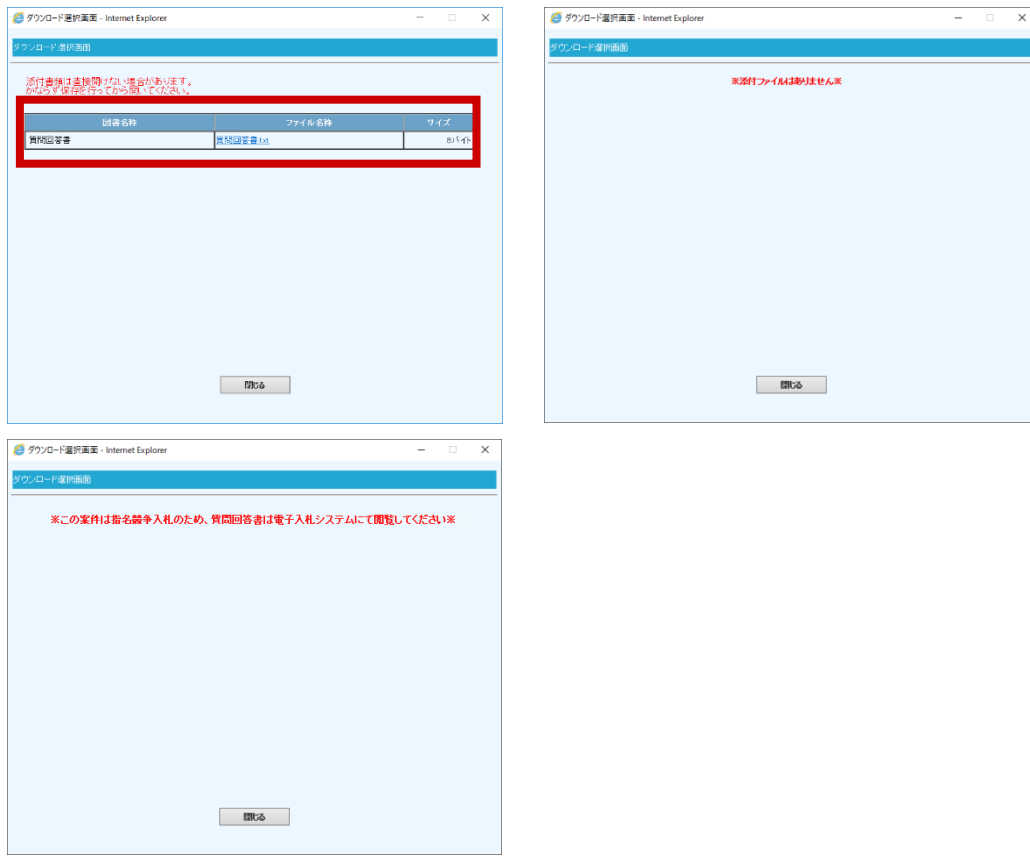 ダウンロード選択画面 - Internet Explorer
ダウンロード選択画面
添付書類は直接開けない場合があります。
かならず保存を行ってから開いてください。
図書名称 ファイル名称 サイズ
質問回答書 質問回答書.txt 8バイト
閉じる
ダウンロード選択画面 - Internet Explorer
ダウンロード選択画面
※添付ファイルはありません※
閉じる
ダウンロード選択画面 - Internet Explorer
ダウンロード選択画面
※この案件は指名競争入札のため、質問回答書は電子入札システムにて閲覧してください※
閉じる